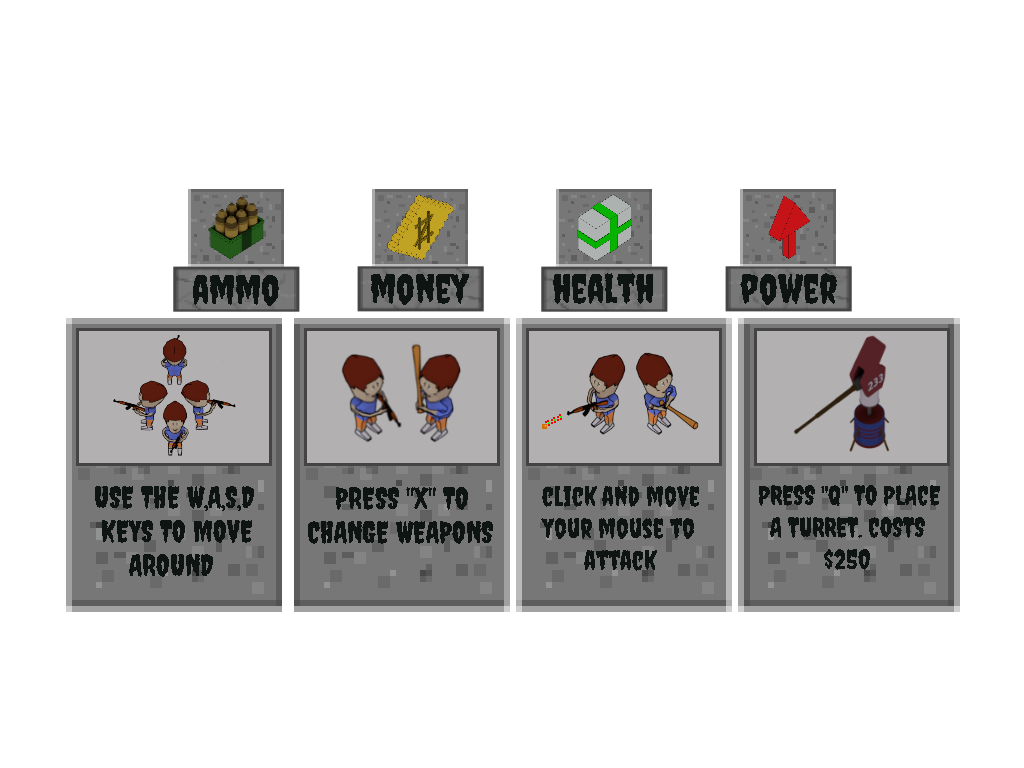 AMMO
MONEY
HEALTH
POWER
USE THE W,A,S,D
KEYS TO MOVE
AROUND
PRESS "X" TO
CHANGE WEAPONS
CLICK AND MOVE
YOUR MOUSE TO
ATTACK
233
PRESS "Q" TO PLACE
A TURRET. COSTS
$250